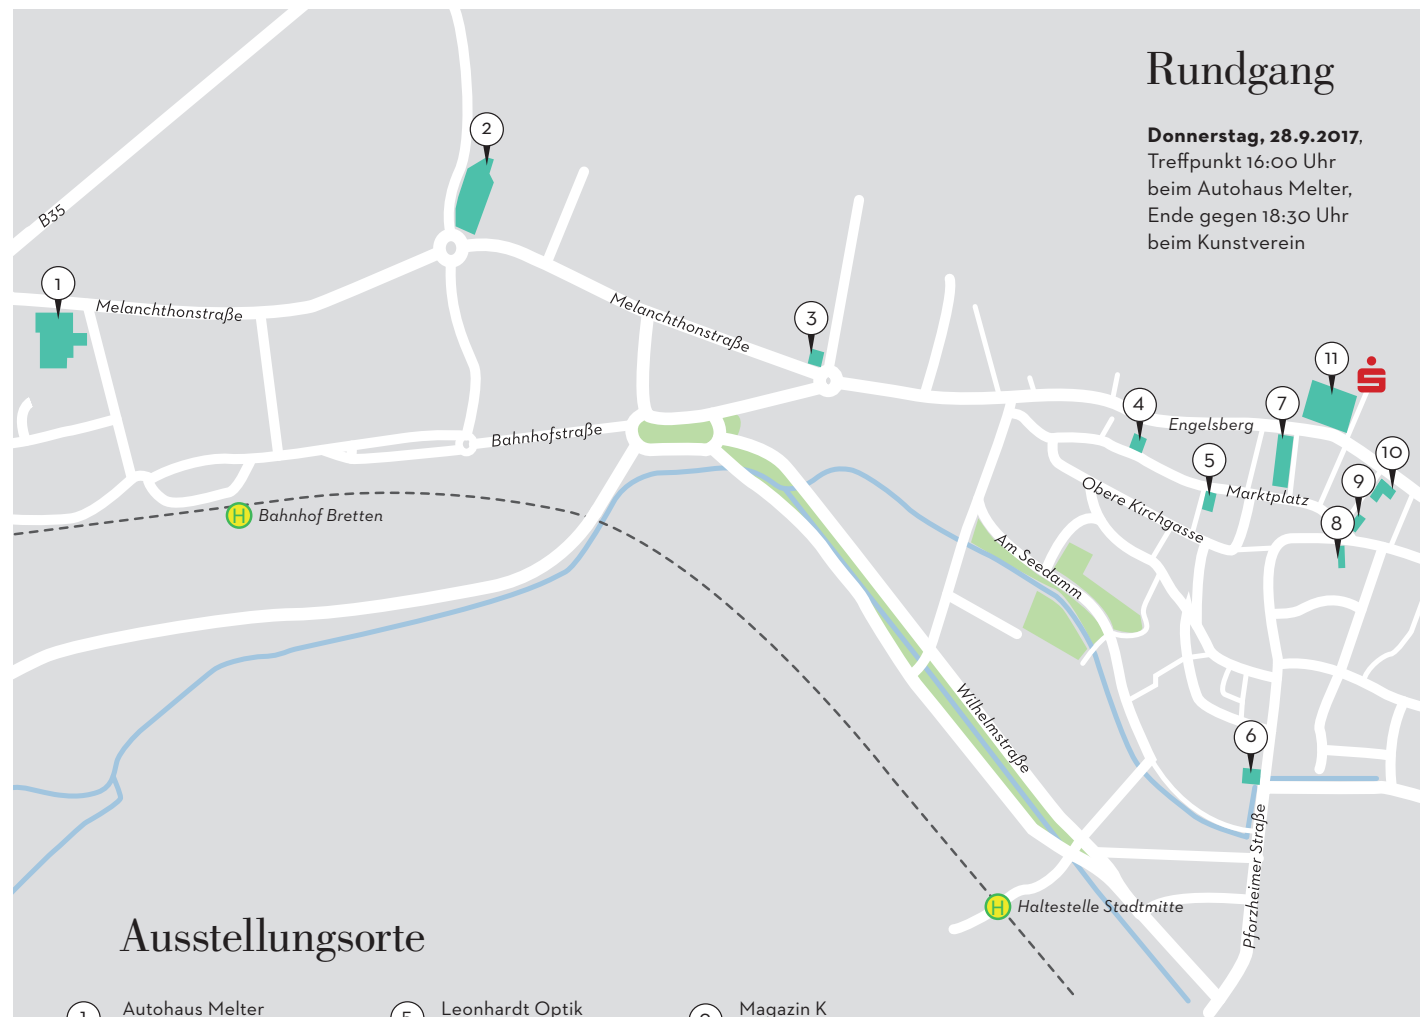 Rundgang
Donnerstag, 28.9.2017,
Treffpunkt 16:00 Uhr
beim Autohaus Melter,
Ende gegen 18:30 Uhr
beim Kunstverein
2
B35
1
Melanchthonstraße
Melanchthonstraße
3
11
4
7
Engelsberg
5
10
Bahnhofstraße
Obere Kirchgasse
Marktplatz
9
8
H Bahnhof Bretten
Am Seedamm
Wilhelmstraße
6
Pforzheimer Straße
H Haltestelle Stadtmitte
Ausstellungsorte
1 Autohaus Melter
5 Leonhardt Optik
Magazin K